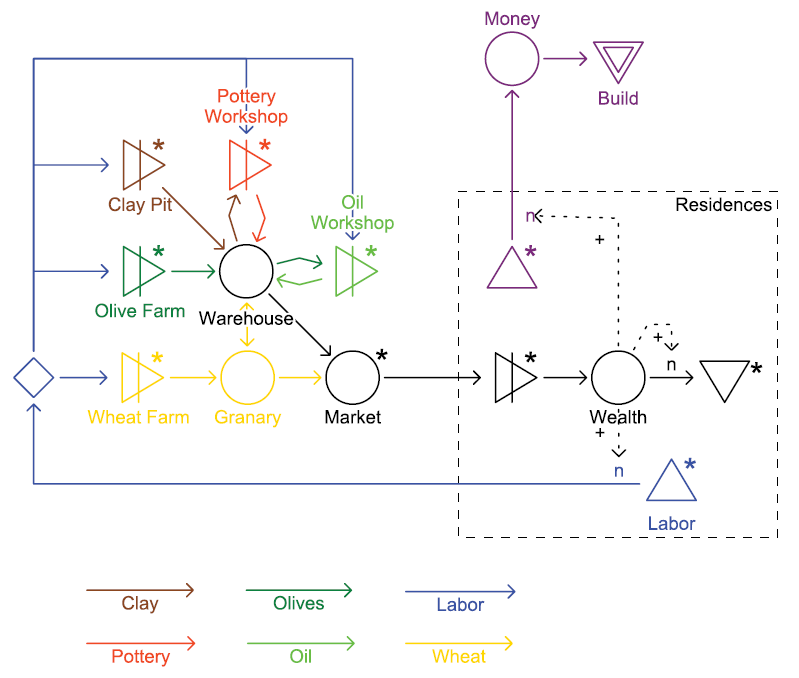 Money
Build
Pottery
Workshop
*
*
Clay Pit
Oil
Workshop
Residences
n
+
*
*
*
Olive Farm
Warehouse
+
n
*
*
*
*
Wheat Farm
Granary
Market
Wealth
+
n
*
Labor
Clay
Olives
Labor
Pottery
Oil
Wheat